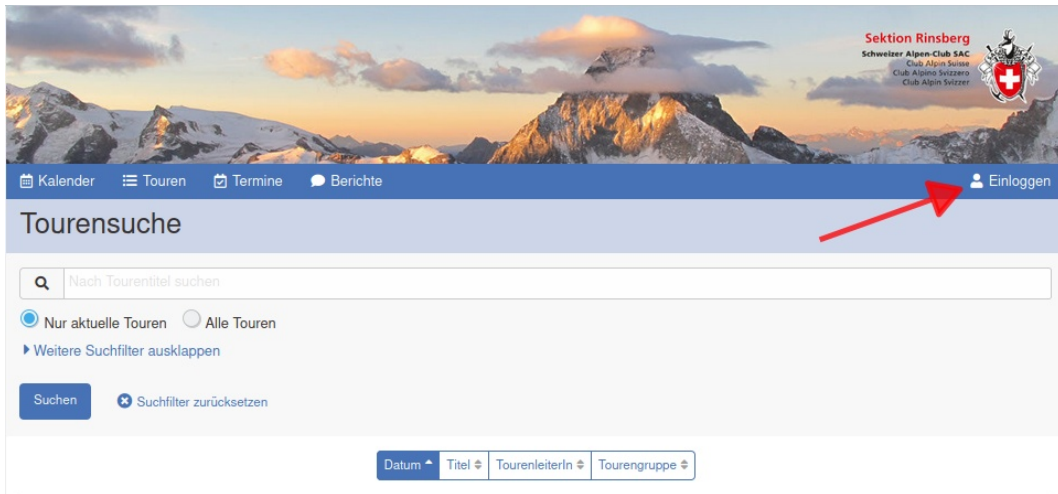 Sektion Rinsberg
Schweizer Alpen-Club SAC
Club Alpin Suisse
Club Alpino Svizzero
Club Alpin Svizzer
Kalender Touren Termine Berichte Einloggen
Tourensuche
Nach Tourentitel suchen
Nur aktuelle Touren Alle Touren
Weitere Suchfilter ausklappen
Suchen Suchfilter zurücksetzen
Datum Titel TourenleiterIn Tourengruppe